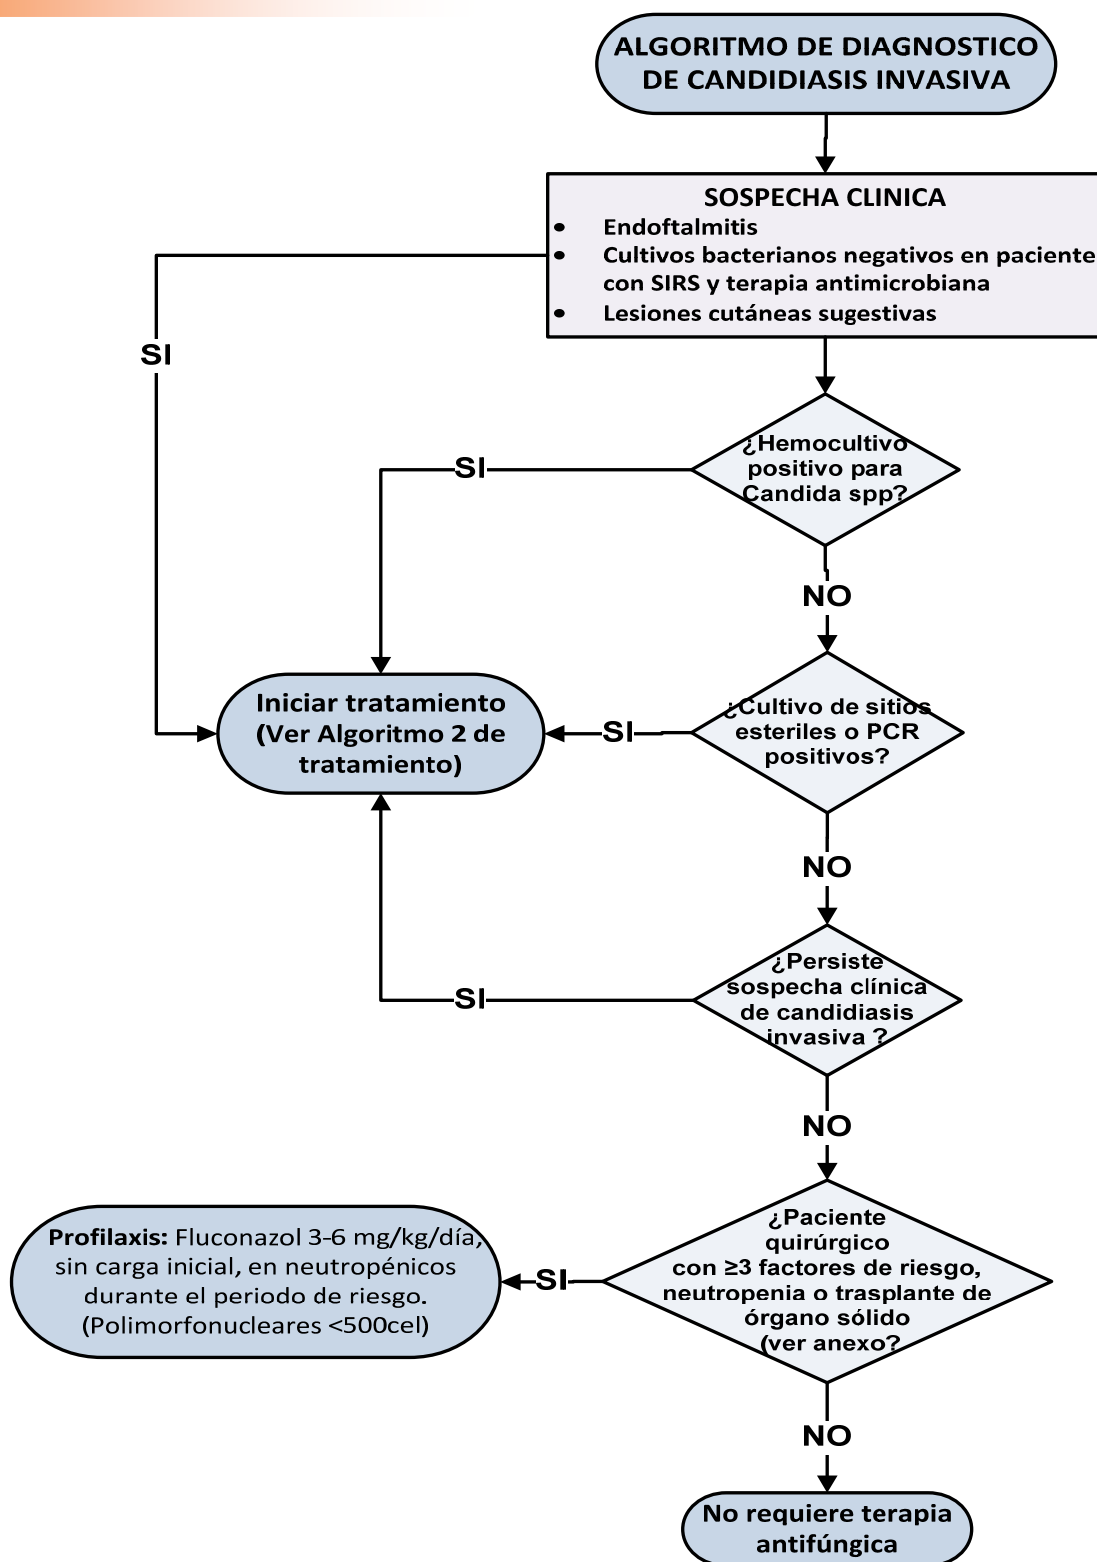 ALGORITMO DE DIAGNOSTICO
DE CANDIDIASIS INVASIVA
SOSPECHA CLINICA
• Endoftalmitis
• Cultivos bacterianos negativos en paciente
con SIRS y terapia antimicrobiana
• Lesiones cutáneas sugestivas
SI
¿Hemocultivo
positivo para
Candida spp?
SI
NO
Iniciar tratamiento
(Ver Algoritmo 2 de
tratamiento)
SI
¿Cultivo de sitios
esteriles o PCR
positivos?
NO
¿Persiste
sospecha clínica
de candidiasis
invasiva ?
SI
NO
Profilaxis: Fluconazol 3-6 mg/kg/día,
sin carga inicial, en neutropénicos
durante el periodo de riesgo.
(Polimorfonucleares <500cel)
SI
¿Paciente
quirúrgico
con ≥3 factores de riesgo,
neutropenia o trasplante de
órgano sólido
(ver anexo?
NO
No requiere terapia
antifúngica